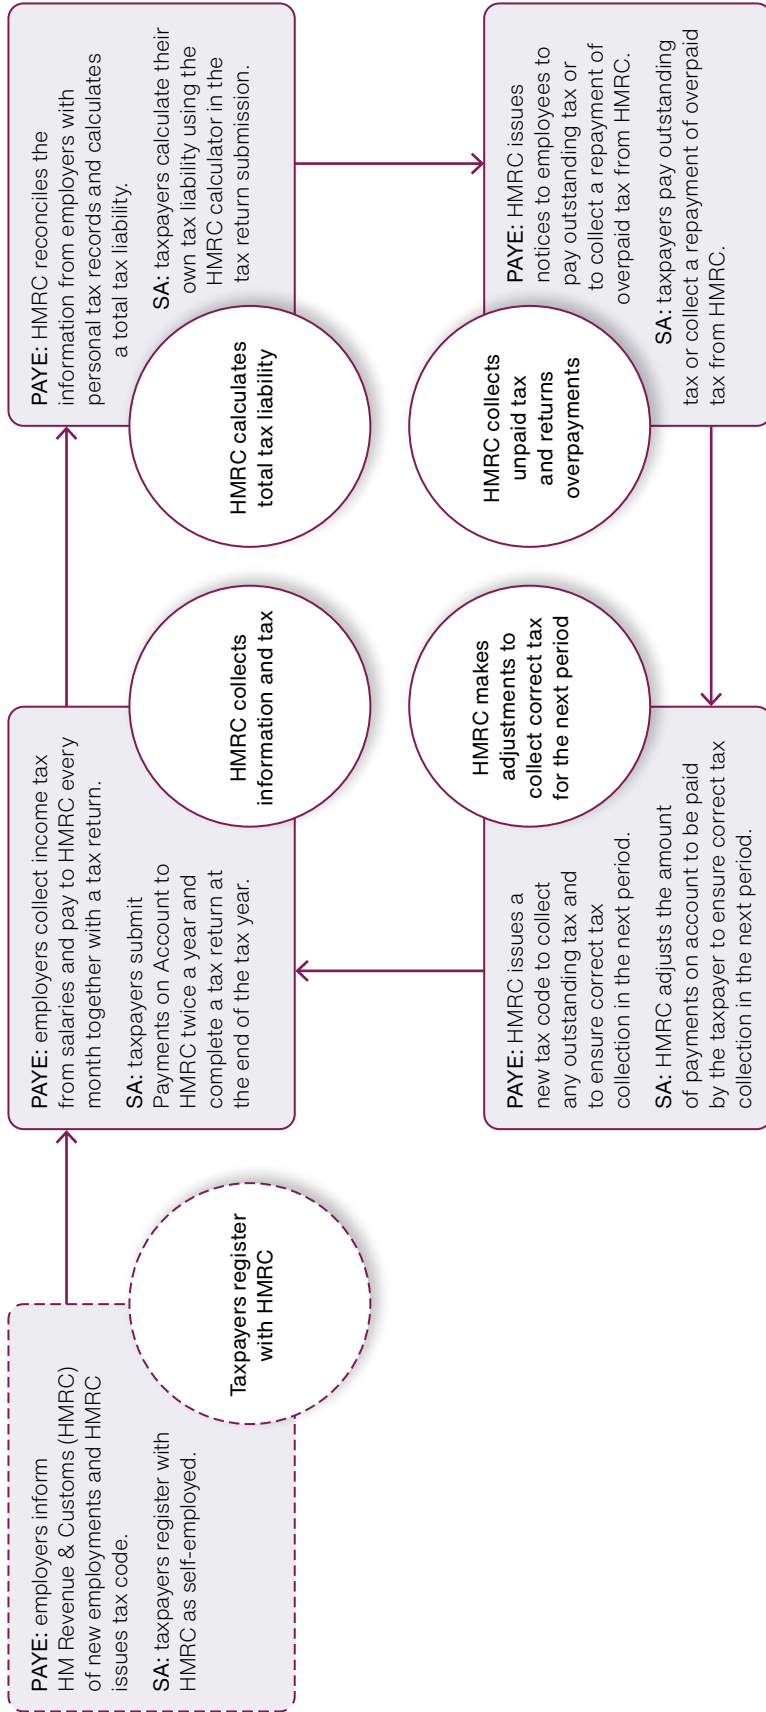 PAYE: employers inform
HM Revenue & Customs (HMRC)
of new employments and HMRC
issues tax code.
SA: taxpayers register with
HMRC as self-employed.
Taxpayers register
with HMRC
PAYE: employers collect income tax
from salaries and pay to HMRC every
month together with a tax return.
SA: taxpayers submit
Payments on Account to
HMRC twice a year and
complete a tax return at
the end of the tax year.
HMRC collects
information and tax
PAYE: HMRC reconciles the
information from employers with
personal tax records and calculates
a total tax liability.
SA: taxpayers calculate their
own tax liability using the
HMRC calculator in the
tax return submission.
HMRC calculates
total tax liability
PAYE: HMRC issues
notices to employees to
pay outstanding tax or
to collect a repayment of
overpaid tax from HMRC.
SA: taxpayers pay outstanding
tax or collect a repayment of overpaid
tax from HMRC.
HMRC collects
unpaid tax
and returns
overpayments
PAYE: HMRC issues a
new tax code to collect
any outstanding tax and
to ensure correct tax
collection in the next period.
SA: HMRC adjusts the amount
of payments on account to be paid
by the taxpayer to ensure correct tax
collection in the next period.
HMRC makes
adjustments to
collect correct tax
for the next period